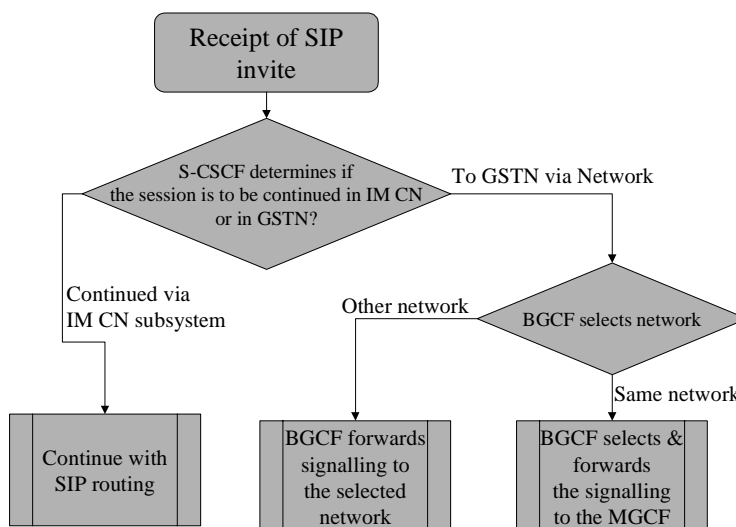 Receipt of SIP
invite
S-CSCF determines if
the session is to be continued in IM CN
or in GSTN?
To GSTN via Network
Continued via
IM CN subsystem
Other network
BGCF selects network
Same network
Continue with
SIP routing
BGCF forwards
signalling to
the selected
network
BGCF selects &
forwards
the signalling
to the MGCF